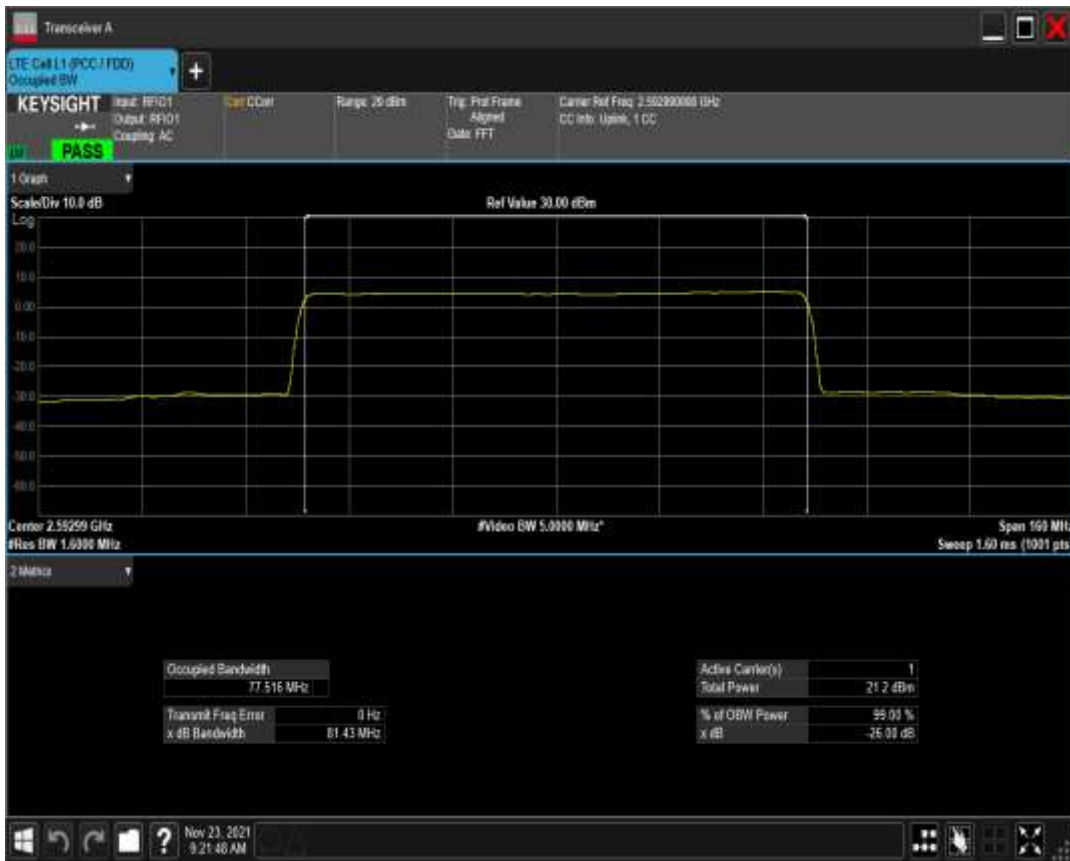 Transceiver A
LTE Cell L1 (PCC / FDD)
Occupied BW
KEYSIGHT
Input: RFIO1
Output: RFIO1
Coupling: AC
Corr CCorr
Range: 20 dBm
Trig: Prd Frame
Aligned
Gate: FFT
Carrier Ref Freq: 2.592990000 GHz
CC Info: Uplink, 1 CC
PASS
1 Graph
Scale/Div 10.0 dB
Ref Value 30.00 dBm
Log
20.0
10.0
0.00
-10.0
-20.0
-30.0
-40.0
-50.0
-60.0
Center 2.59299 GHz
#Video BW 5.0000 MHz*
Span 160 MHz
#Res BW 1.6000 MHz
Sweep 1.60 ms (1001 pts
2 Metrics
Occupied Bandwidth
77.516 MHz
Transmit Freq Error 0 Hz
x dB Bandwidth 81.43 MHz
Active Carrier(s) 1
Total Power 21.2 dBm
% of OBW Power 99.00 %
x dB -26.00 dB
Nov 23, 2021
9:21:48 AM